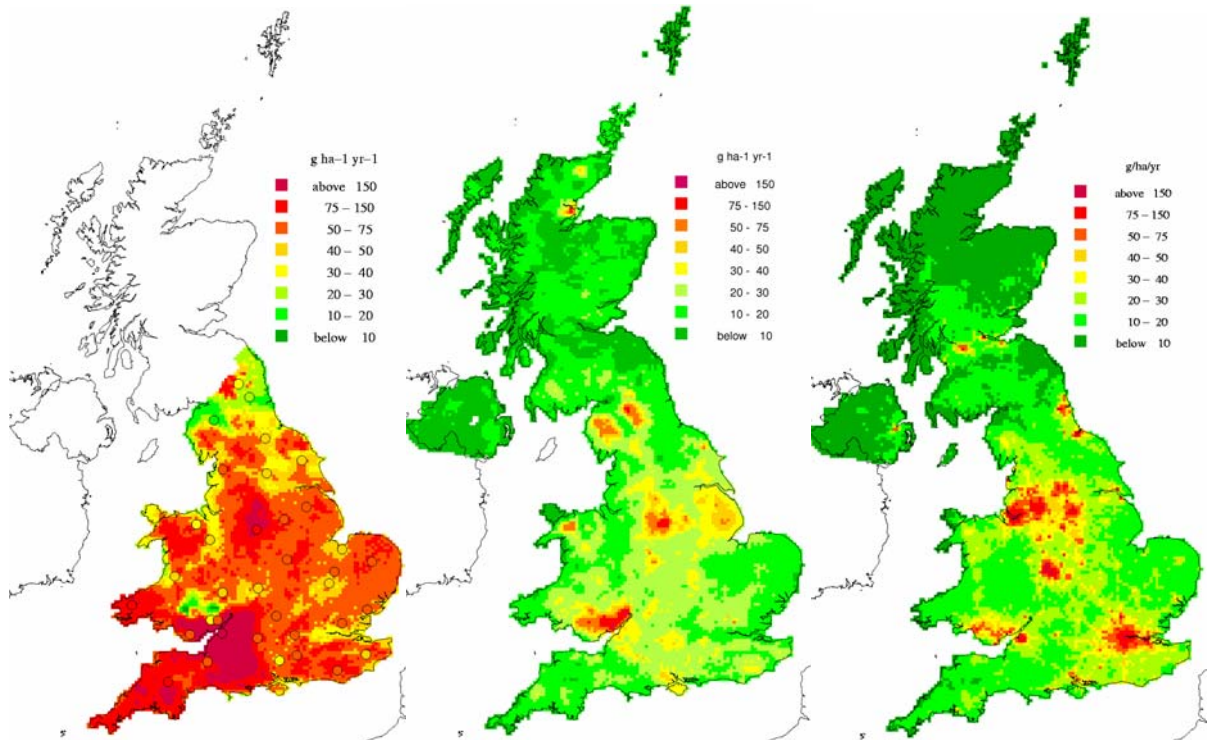 g ha–1 yr–1
above 150
75 – 150
50 – 75
40 – 50
30 – 40
20 – 30
10 – 20
below 10
g ha-1 yr-1
above 150
75 - 150
50 - 75
40 - 50
30 - 40
20 - 30
10 - 20
below 10
g/ha/yr
above 150
75 – 150
50 – 75
40 – 50
30 – 40
20 – 30
10 – 20
below 10